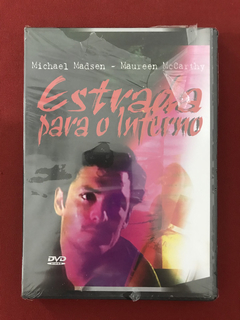 Michael Madsen - Maureen McCarthy
Estrada
para o Inferno
DVD